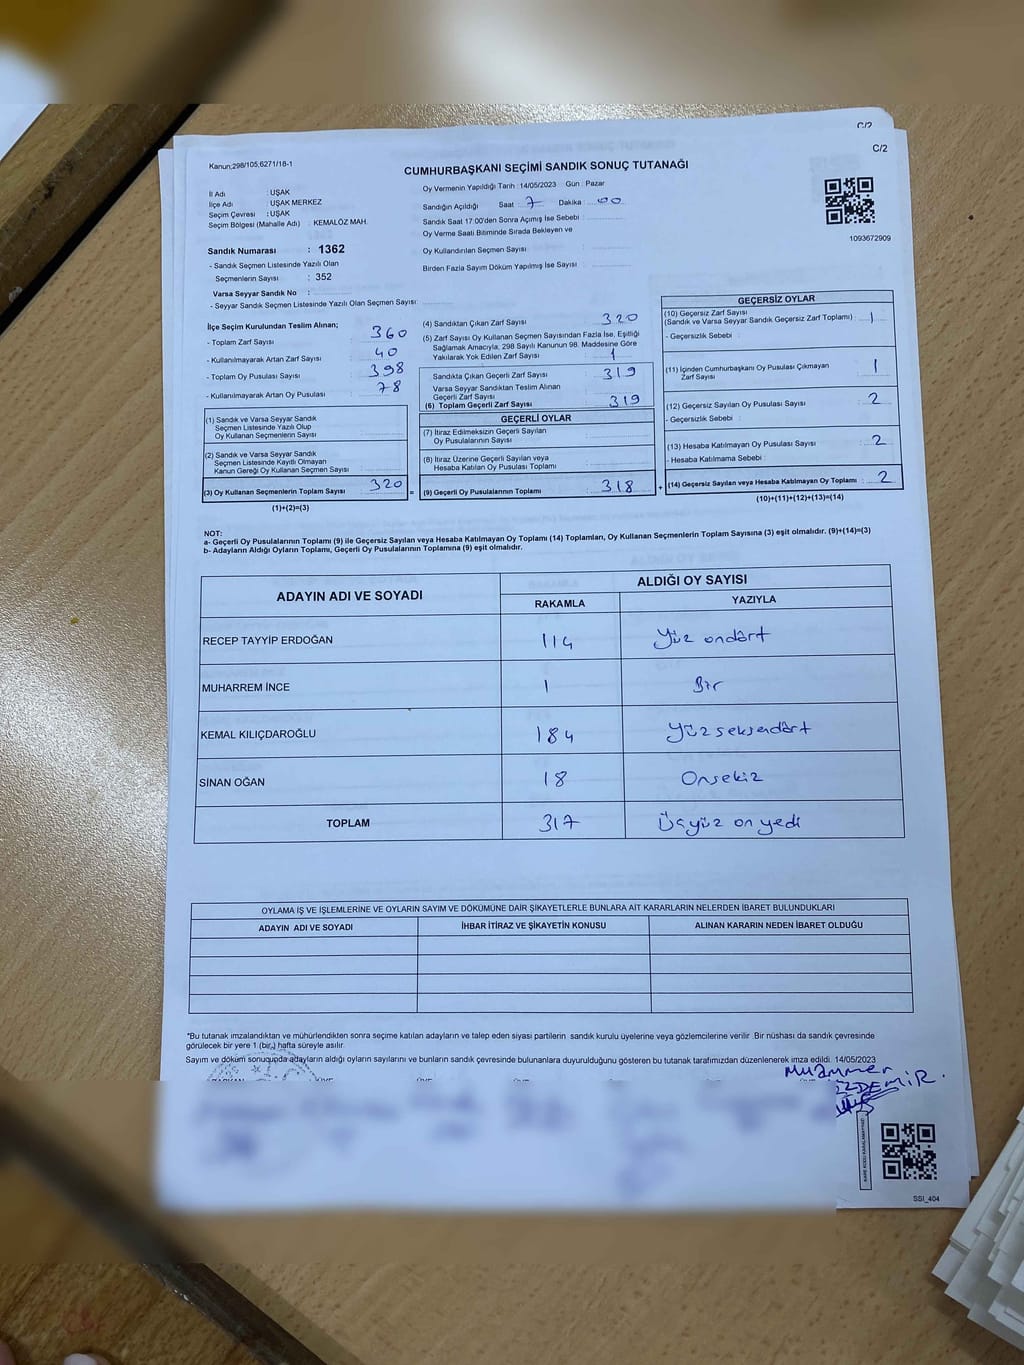 C/2
C/2
Kanun;298/105,6271/18-1
CUMHURBAŞKANI SEÇİMİ SANDIK SONUÇ TUTANAĞI
İl Adı : UŞAK
İlçe Adı : UŞAK MERKEZ
Seçim Çevresi : UŞAK
Seçim Bölgesi (Mahalle Adı) : KEMALÖZ MAH.
Sandık Numarası : 1362
- Sandık Seçmen Listesinde Yazılı Olan
Seçmenlerin Sayısı : 352
Varsa Seyyar Sandık No :
- Seyyar Sandık Seçmen Listesinde Yazılı Olan Seçmen Sayısı:
Oy Vermenin Yapıldığı Tarih : 14/05/2023 Gün : Pazar
Sandığın Açıldığı Saat : 7 Dakika : 00
Sandık Saat 17:00'den Sonra Açımış İse Sebebi :
Oy Verme Saati Bitiminde Sırada Bekleyen ve
Oy Kullandırılan Seçmen Sayısı :
Birden Fazla Sayım Döküm Yapılmış İse Sayısı :
1093672909
İlçe Seçim Kurulundan Teslim Alınan;
- Toplam Zarf Sayısı : 360
- Kullanılmayarak Artan Zarf Sayısı : 40
- Toplam Oy Pusulası Sayısı : 398
- Kullanılmayarak Artan Oy Pusulası : 78
(1) Sandık ve Varsa Seyyar Sandık
Seçmen Listesinde Yazılı Olup
Oy Kullanan Seçmenlerin Sayısı :
(2) Sandık ve Varsa Seyyar Sandık
Seçmen Listesinde Kayıtlı Olmayan
Kanun Gereği Oy Kullanan Seçmen Sayısı :
(3) Oy Kullanan Seçmenlerin Toplam Sayısı : 320 =
(1)+(2)=(3)
(4) Sandıktan Çıkan Zarf Sayısı : 320
(5) Zarf Sayısı Oy Kullanan Seçmen Sayısından Fazla İse, Eşitliği
Sağlamak Amacıyla, 298 Sayılı Kanunun 98. Maddesine Göre
Yakılarak Yok Edilen Zarf Sayısı : 1
Sandıkta Çıkan Geçerli Zarf Sayısı : 319
Varsa Seyyar Sandıktan Teslim Alınan
Geçerli Zarf Sayısı :
(6) Toplam Geçerli Zarf Sayısı : 319
GEÇERLİ OYLAR
(7) İtiraz Edilmeksizin Geçerli Sayılan
Oy Pusulalarının Sayısı :
(8) İtiraz Üzerine Geçerli Sayılan veya
Hesaba Katılan Oy Pusulası Toplamı :
(9) Geçerli Oy Pusulalarının Toplamı : 318 +
GEÇERSİZ OYLAR
(10) Geçersiz Zarf Sayısı
(Sandık ve Varsa Seyyar Sandık Geçersiz Zarf Toplamı) : 1
- Geçersizlik Sebebi :
(11) İçinden Cumhurbaşkanı Oy Pusulası Çıkmayan
Zarf Sayısı : 1
(12) Geçersiz Sayılan Oy Pusulası Sayısı : 2
- Geçersizlik Sebebi :
(13) Hesaba Katılmayan Oy Pusulası Sayısı : 2
- Hesaba Katılmama Sebebi :
(14) Geçersiz Sayılan veya Hesaba Katılmayan Oy Toplamı : 2
(10)+(11)+(12)+(13)=(14)
NOT:
a- Geçerli Oy Pusulalarının Toplamı (9) ile Geçersiz Sayılan veya Hesaba Katılmayan Oy Toplamı (14) Toplamları, Oy Kullanan Seçmenlerin Toplam Sayısına (3) eşit olmalıdır. (9)+(14)=(3)
b- Adayların Aldığı Oyların Toplamı, Geçerli Oy Pusulalarının Toplamına (9) eşit olmalıdır.
ADAYIN ADI VE SOYADI ALDIĞI OY SAYISI
RAKAMLA YAZIYLA
RECEP TAYYİP ERDOĞAN 114 Yüz ondört
MUHARREM İNCE 1 Bir
KEMAL KILIÇDAROĞLU 184 Yüzseksendört
SİNAN OĞAN 18 Onsekiz
TOPLAM 317 Üçyüz on yedi
OYLAMA İŞ VE İŞLEMLERİNE VE OYLARIN SAYIM VE DÖKÜMÜNE DAİR ŞİKAYETLERLE BUNLARA AİT KARARLARIN NELERDEN İBARET BULUNDUKLARI
ADAYIN ADI VE SOYADI İHBAR İTİRAZ VE ŞİKAYETİN KONUSU ALINAN KARARIN NEDEN İBARET OLDUĞU
*Bu tutanak imzalandıktan ve mühürlendikten sonra seçime katılan adayların ve talep eden siyasi partilerin sandık kurulu üyelerine veya gözlemcilerine verilir .Bir nüshası da sandık çevresinde
görülecek bir yere 1 (bir) hafta süreyle asılır.
Sayım ve döküm sonucunda adayların aldığı oyların sayılarını ve bunların sandık çevresinde bulunanlara duyurulduğunu gösteren bu tutanak tarafımızdan düzenlenerek imza edildi. 14/05/2023
Muammer
ÖZDEMİR.
SSI_404